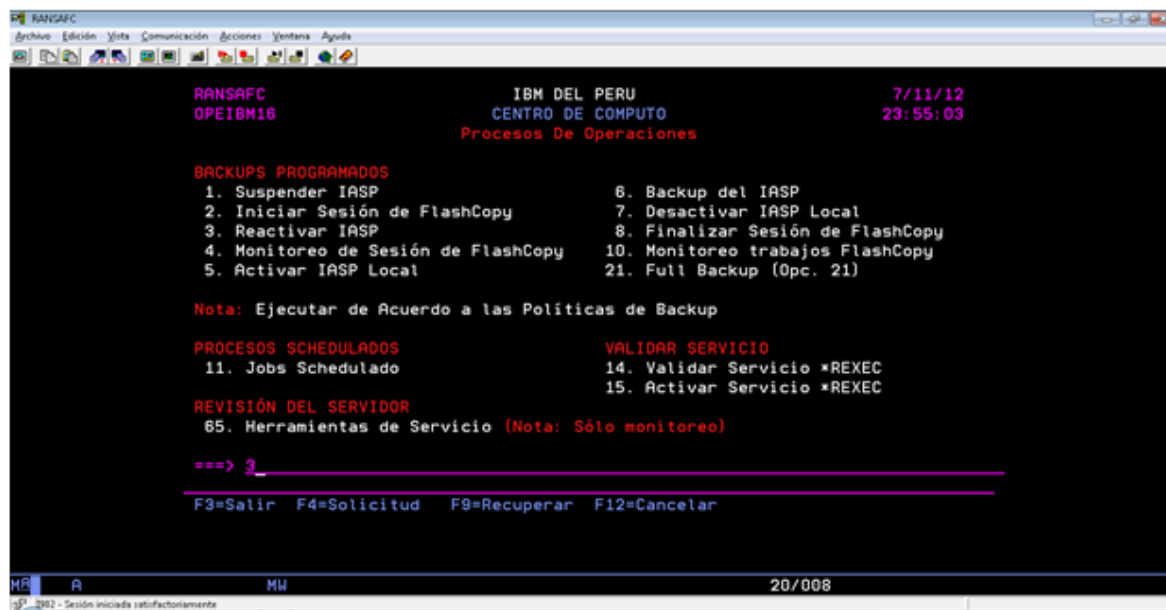 RANSAFC
Archivo Edición Vista Comunicación Acciones Ventana Ayuda
RANSAFC IBM DEL PERU 7/11/12
OPEIBM16 CENTRO DE COMPUTO 23:55:03
Procesos De Operaciones
BACKUPS PROGRAMADOS
1. Suspender IASP 6. Backup del IASP
2. Iniciar Sesión de FlashCopy 7. Desactivar IASP Local
3. Reactivar IASP 8. Finalizar Sesión de FlashCopy
4. Monitoreo de Sesión de FlashCopy 10. Monitoreo trabajos FlashCopy
5. Activar IASP Local 21. Full Backup (Opc. 21)
Nota: Ejecutar de Acuerdo a las Políticas de Backup
PROCESOS SCHEDULADOS VALIDAR SERVICIO
11. Jobs Schedulado 14. Validar Servicio *REXEC
15. Activar Servicio *REXEC
REVISIÓN DEL SERVIDOR
65. Herramientas de Servicio (Nota: Sólo monitoreo)
===> 3
F3=Salir F4=Solicitud F9=Recuperar F12=Cancelar
MA A MW 20/008
I902 - Sesión iniciada satisfactoriamente